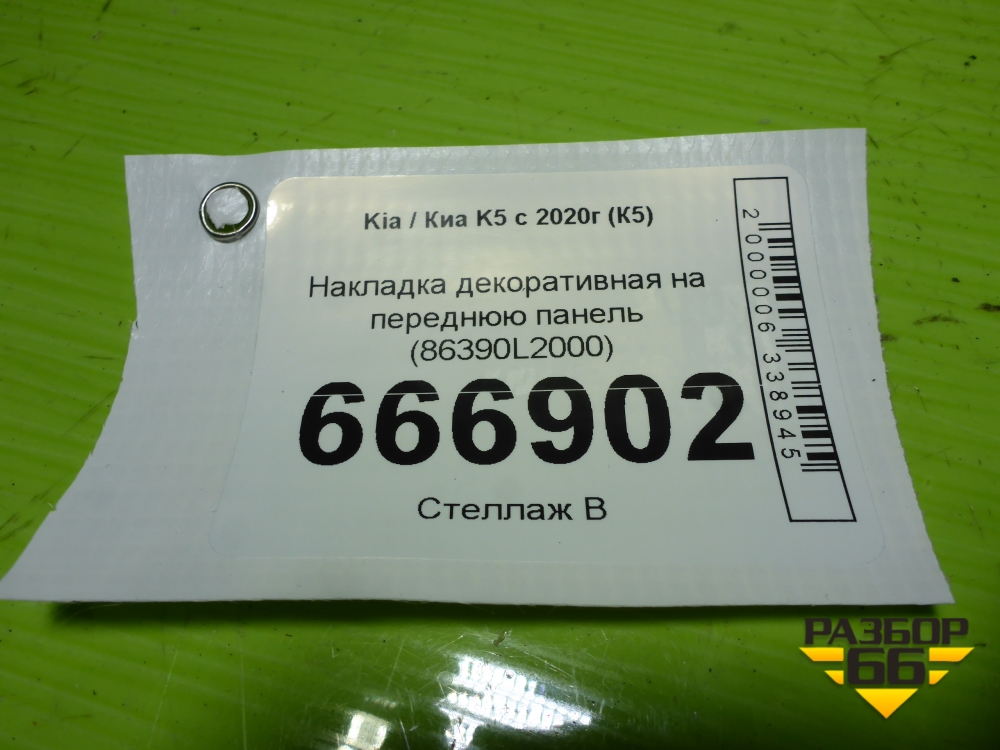 Kia / Киа K5 с 2020г (K5)
Накладка декоративная на
переднюю панель
(86390L2000)
666902
Стеллаж В
2000006338945
РАЗБОР
66